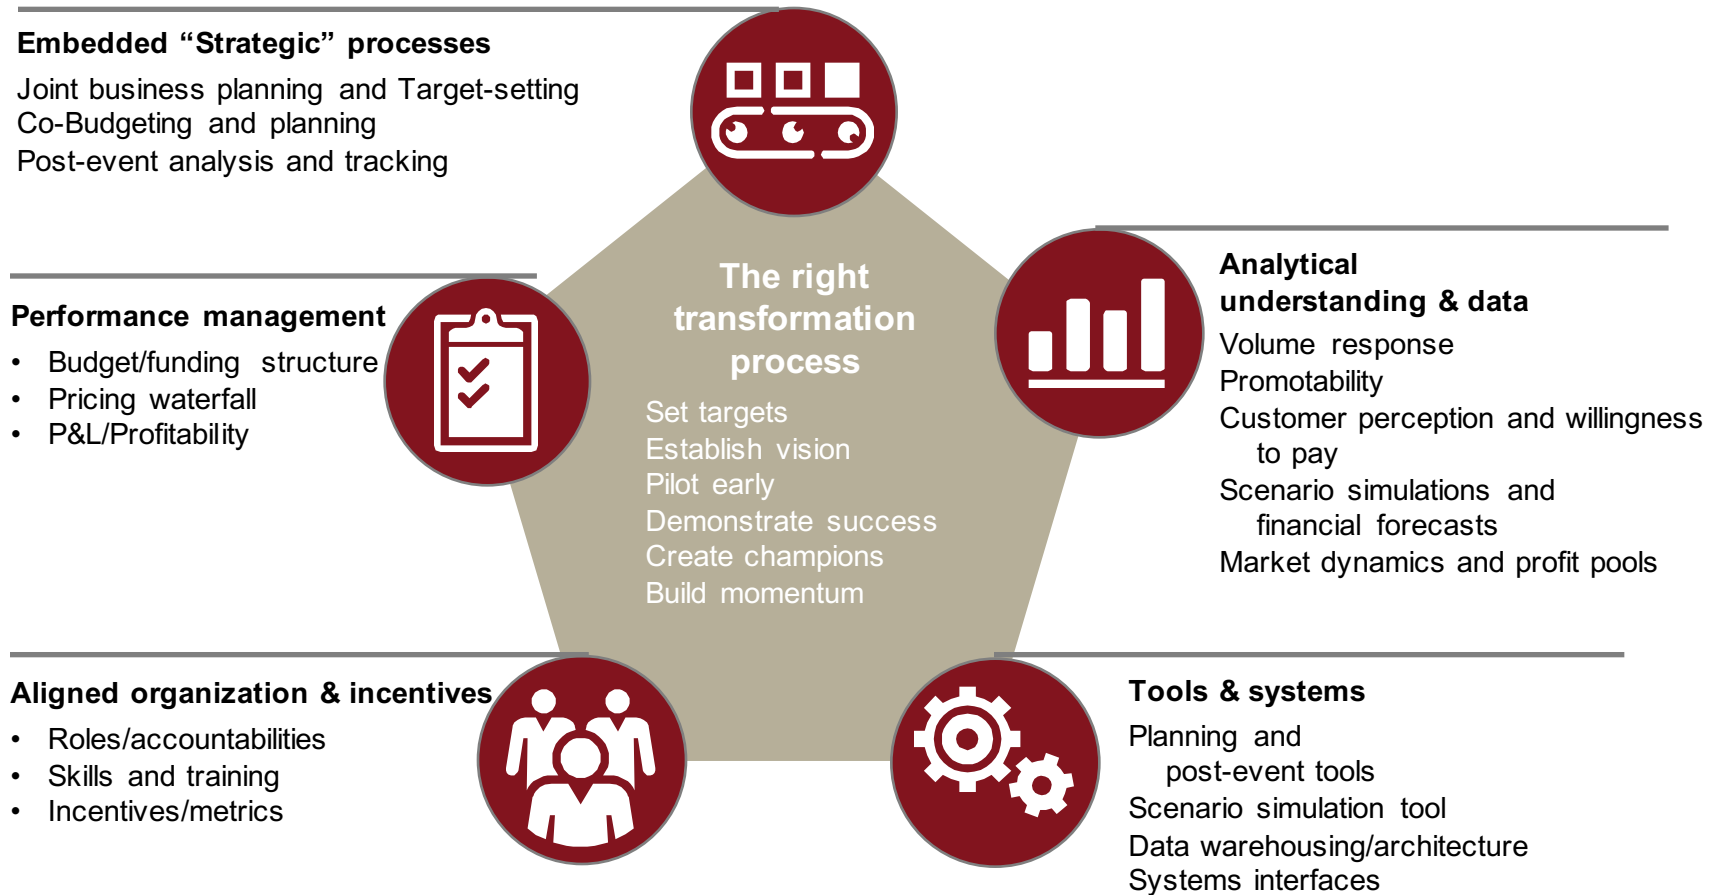 Embedded “Strategic” processes
Joint business planning and Target-setting
Co-Budgeting and planning
Post-event analysis and tracking
Performance management
• Budget/funding structure
• Pricing waterfall
• P&L/Profitability
Aligned organization & incentives
• Roles/accountabilities
• Skills and training
• Incentives/metrics
The right
transformation
process
Set targets
Establish vision
Pilot early
Demonstrate success
Create champions
Build momentum
Analytical
understanding & data
Volume response
Promotability
Customer perception and willingness
to pay
Scenario simulations and
financial forecasts
Market dynamics and profit pools
Tools & systems
Planning and
post-event tools
Scenario simulation tool
Data warehousing/architecture
Systems interfaces